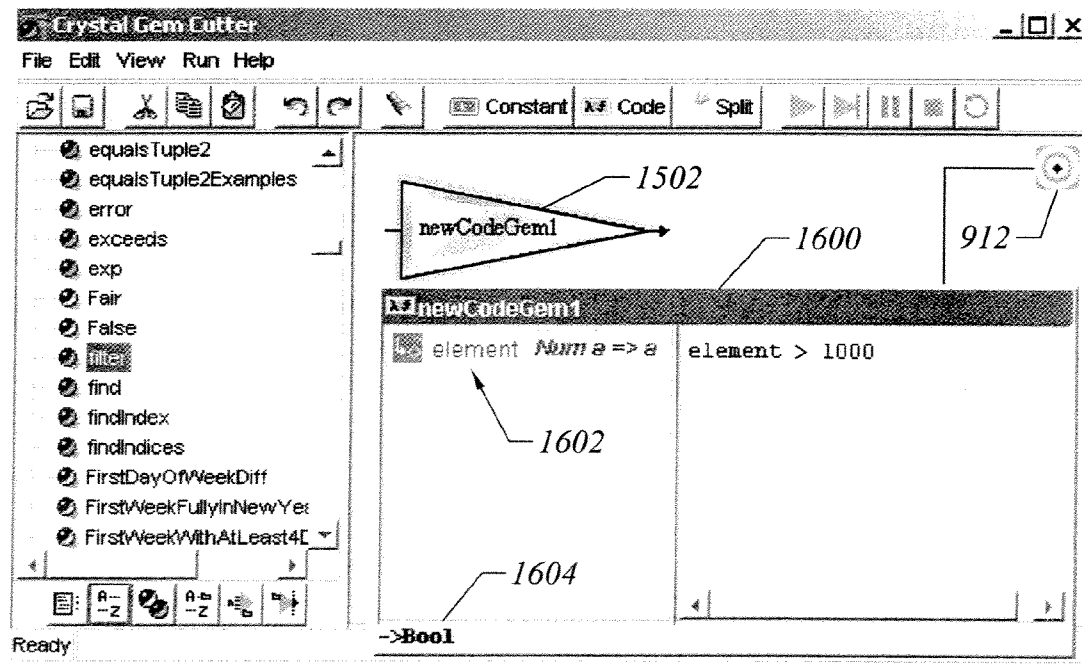 Crystal Gem Cutter
File Edit View Run Help
Constant Code Split
equalsTuple2
equalsTuple2Examples
error
exceeds
exp
Fair
False
filter
find
findIndex
findIndices
FirstDayOfWeekDiff
FirstWeekFullyInNewYea
FirstWeekWithAtLeast4D
Ready
1502
newCodeGem1
1600
912
newCodeGem1
element Num a => a
element > 1000
1602
1604
->Bool